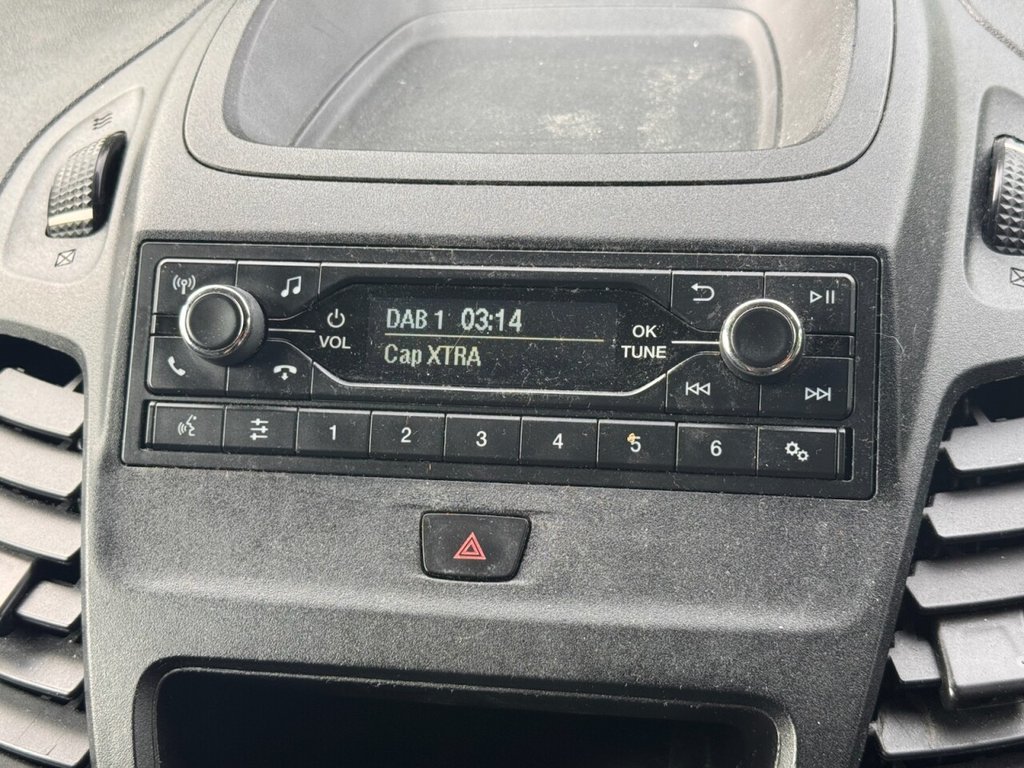 DAB 1 03:14
Cap XTRA
VOL
OK
TUNE
1 2 3 4 5 6